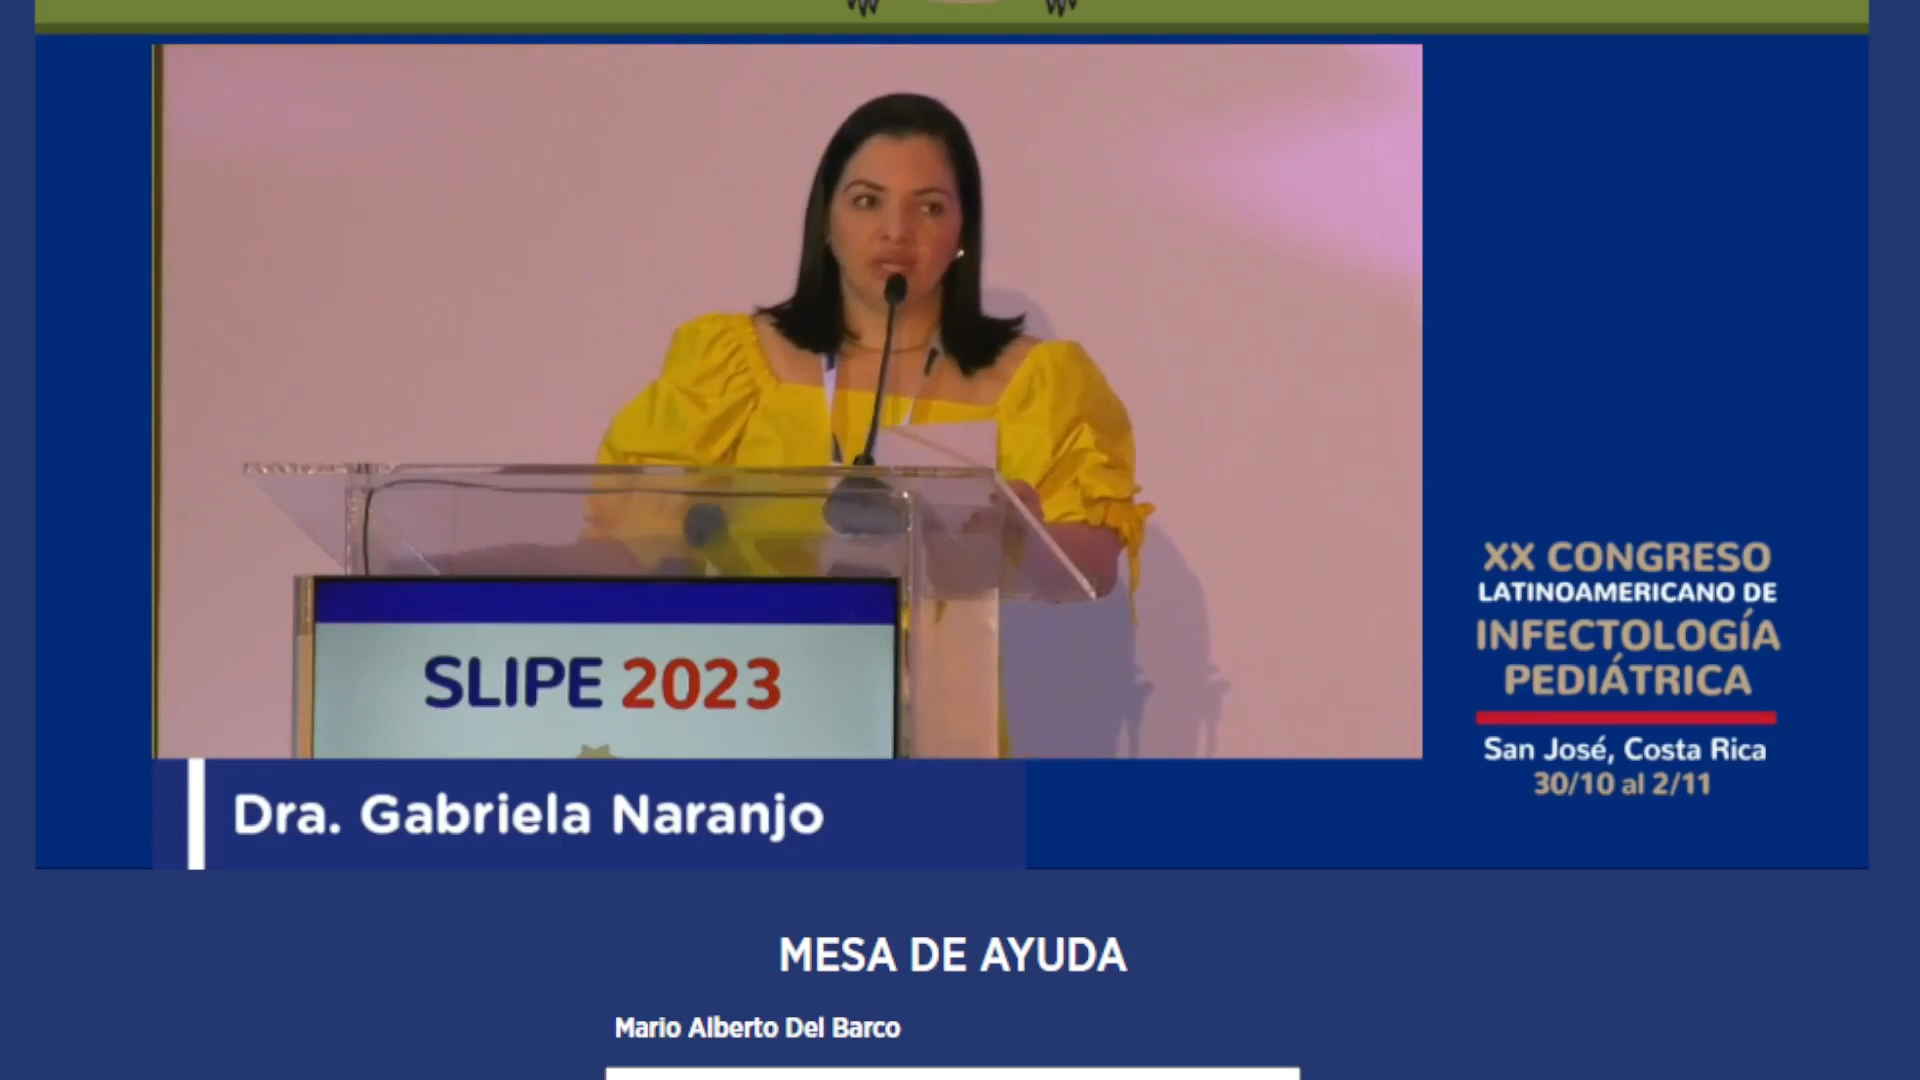 SLIPE 2023
Dra. Gabriela Naranjo
XX CONGRESO
LATINOAMERICANO DE
INFECTOLOGÍA
PEDIÁTRICA
San José, Costa Rica
30/10 al 2/11
MESA DE AYUDA
Mario Alberto Del Barco